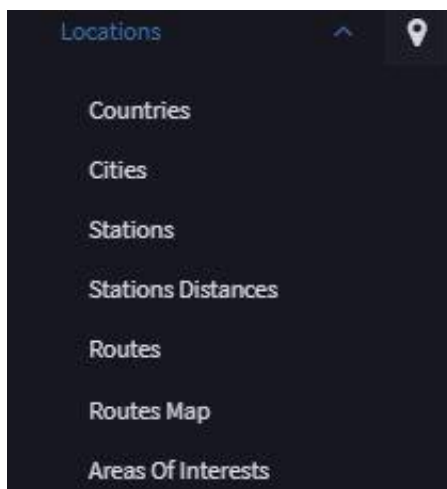 Locations
Countries
Cities
Stations
Stations Distances
Routes
Routes Map
Areas Of Interests